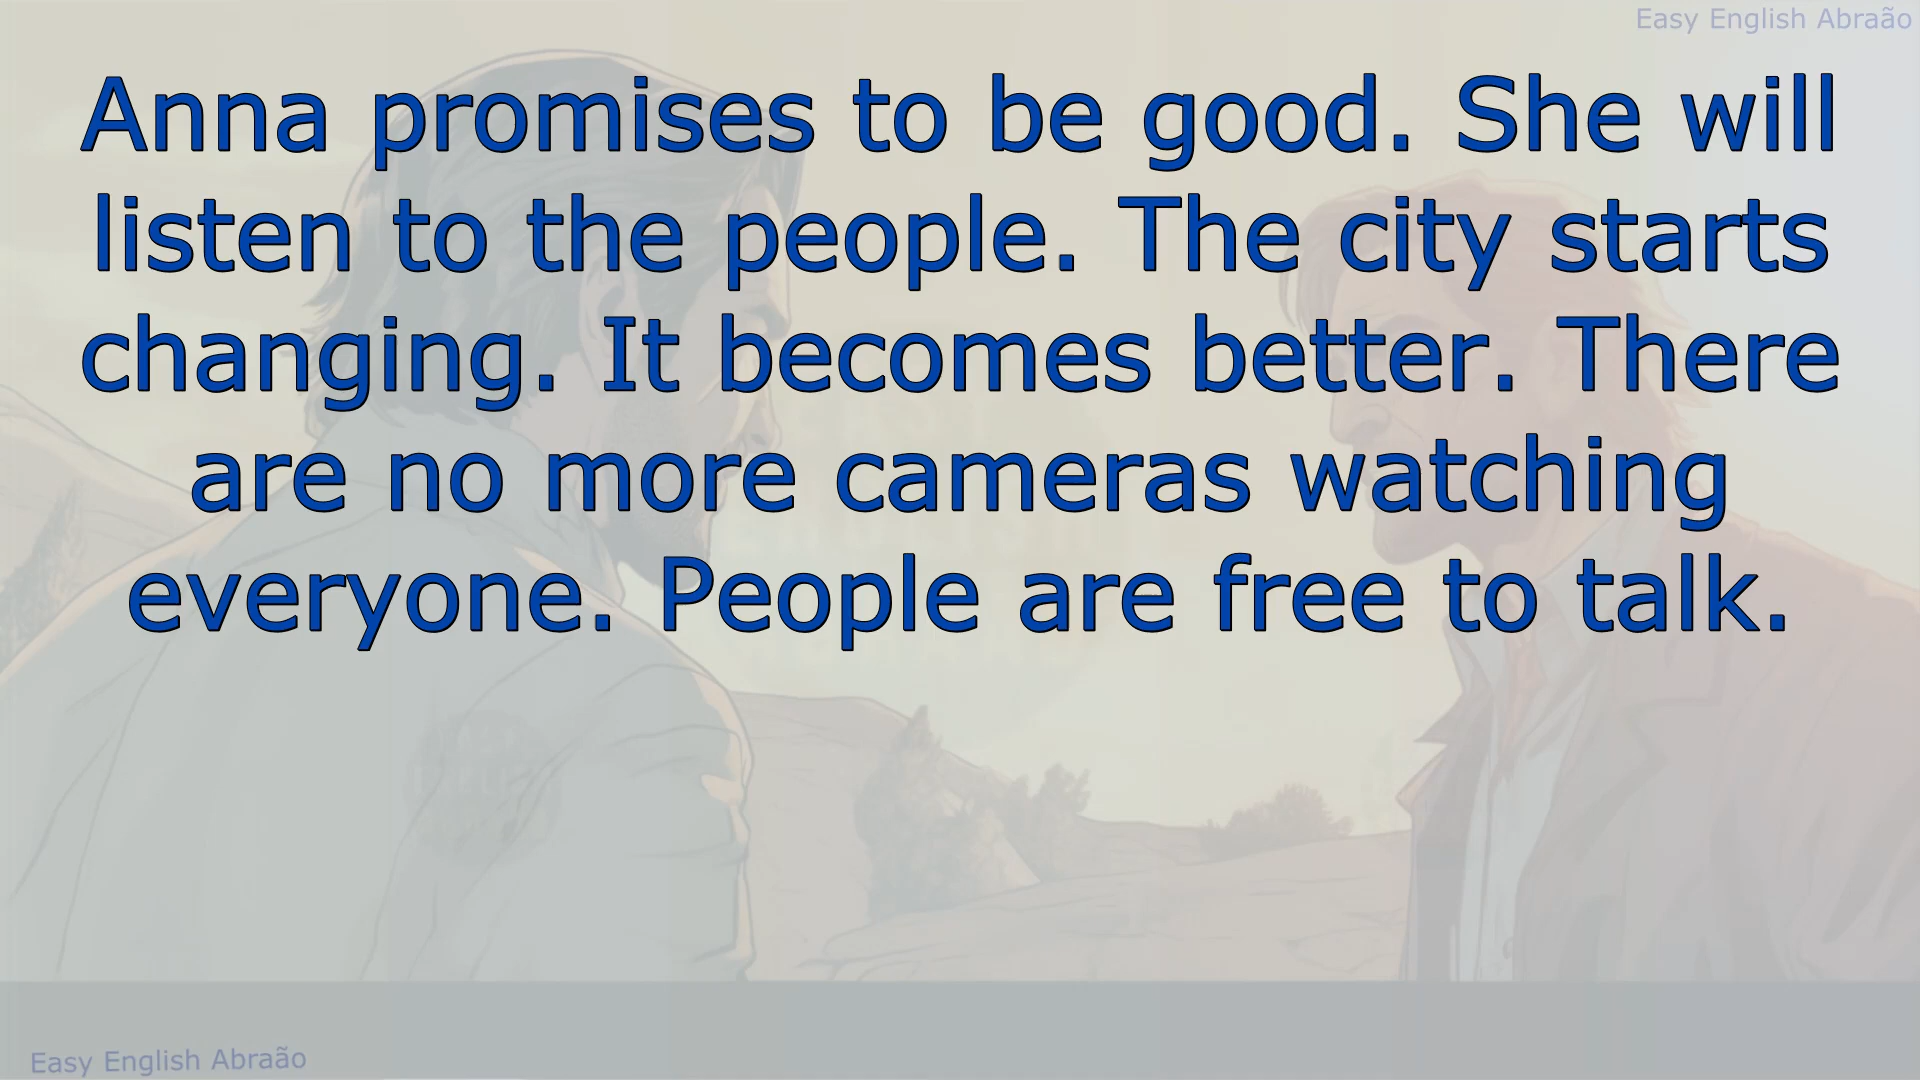 Easy English Abraão
Anna promises to be good. She will
listen to the people. The city starts
changing. It becomes better. There
are no more cameras watching
everyone. People are free to talk.
Easy English Abraão